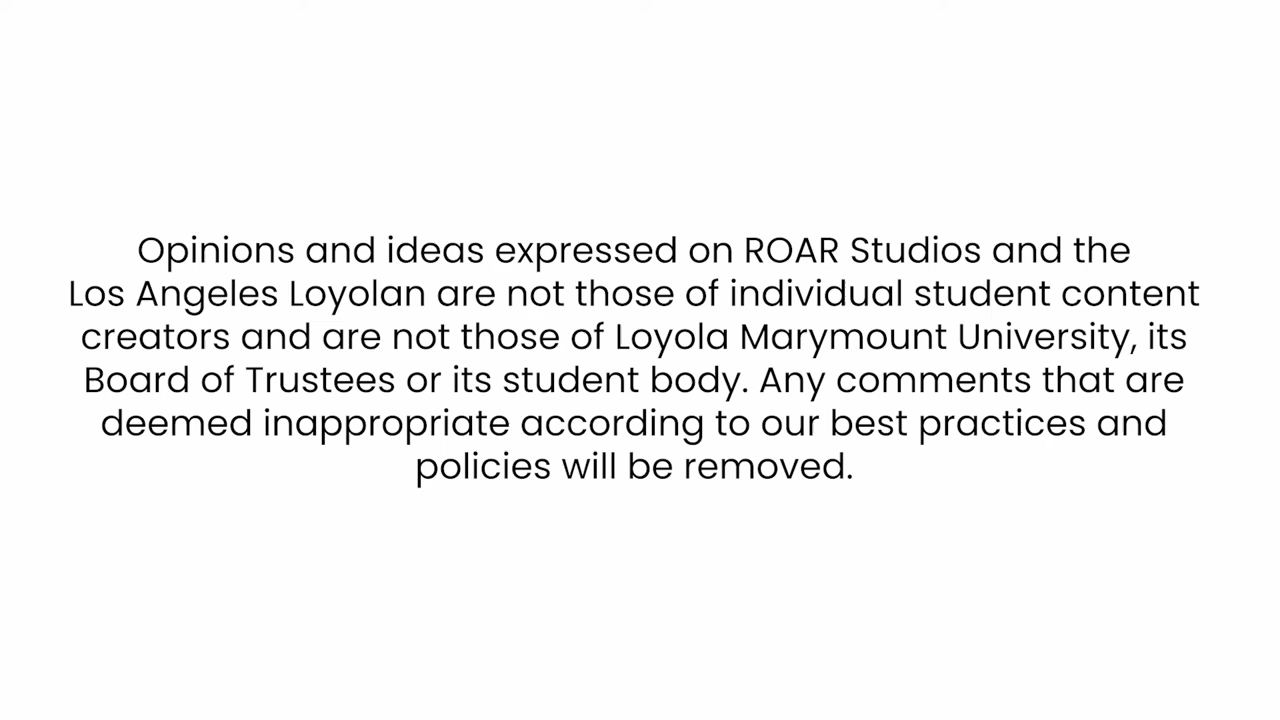 Opinions and ideas expressed on ROAR Studios and the
Los Angeles Loyolan are not those of individual student content
creators and are not those of Loyola Marymount University, its
Board of Trustees or its student body. Any comments that are
deemed inappropriate according to our best practices and
policies will be removed.